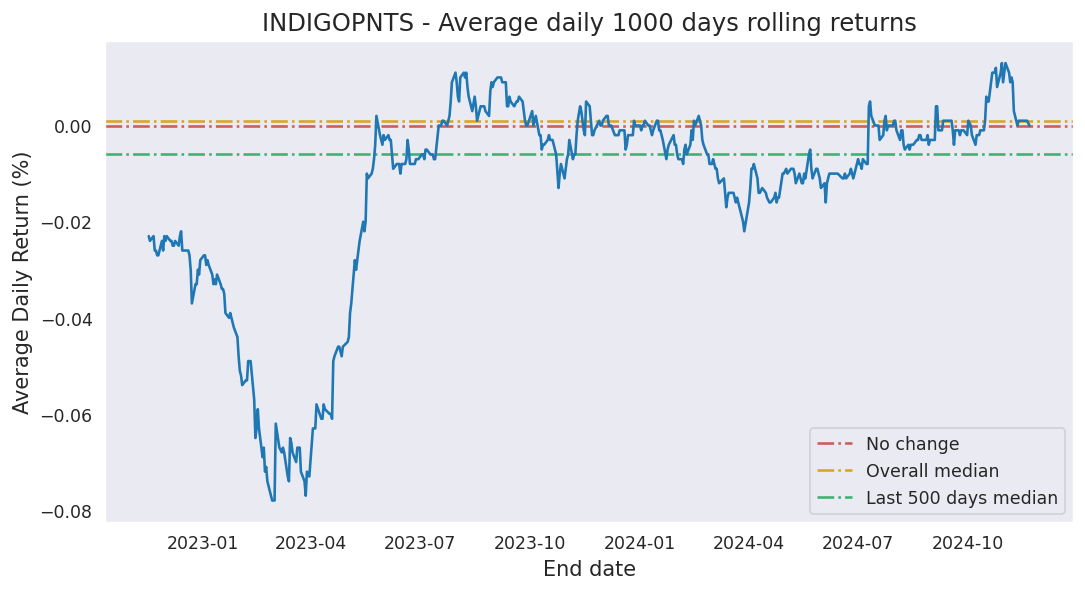 INDIGOPNTS - Average daily 1000 days rolling returns
Average Daily Return (%)
0.00
−0.02
−0.04
−0.06
−0.08
No change
Overall median
Last 500 days median
2023-01
2023-04
2023-07
2023-10
2024-01
2024-04
2024-07
2024-10
End date